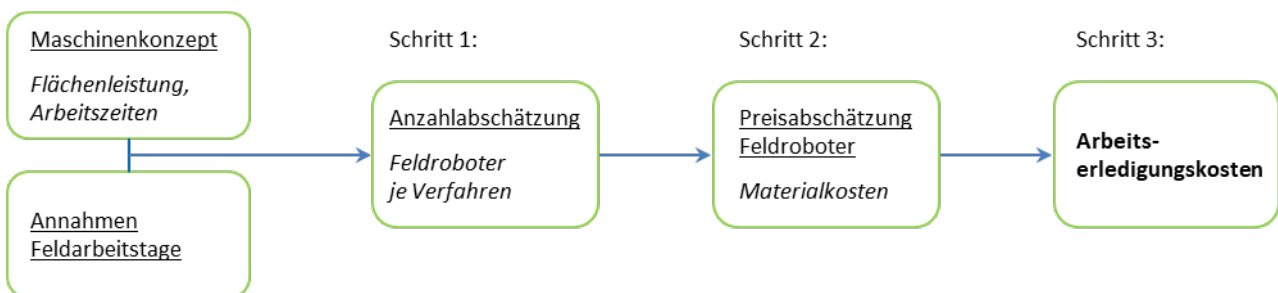 Maschinenkonzept
Flächenleistung,
Arbeitszeiten
Annahmen
Feldarbeitstage
Schritt 1:
Anzahlabschätzung
Feldroboter
je Verfahren
Schritt 2:
Preisabschätzung
Feldroboter
Materialkosten
Schritt 3:
Arbeits-
erledigungskosten